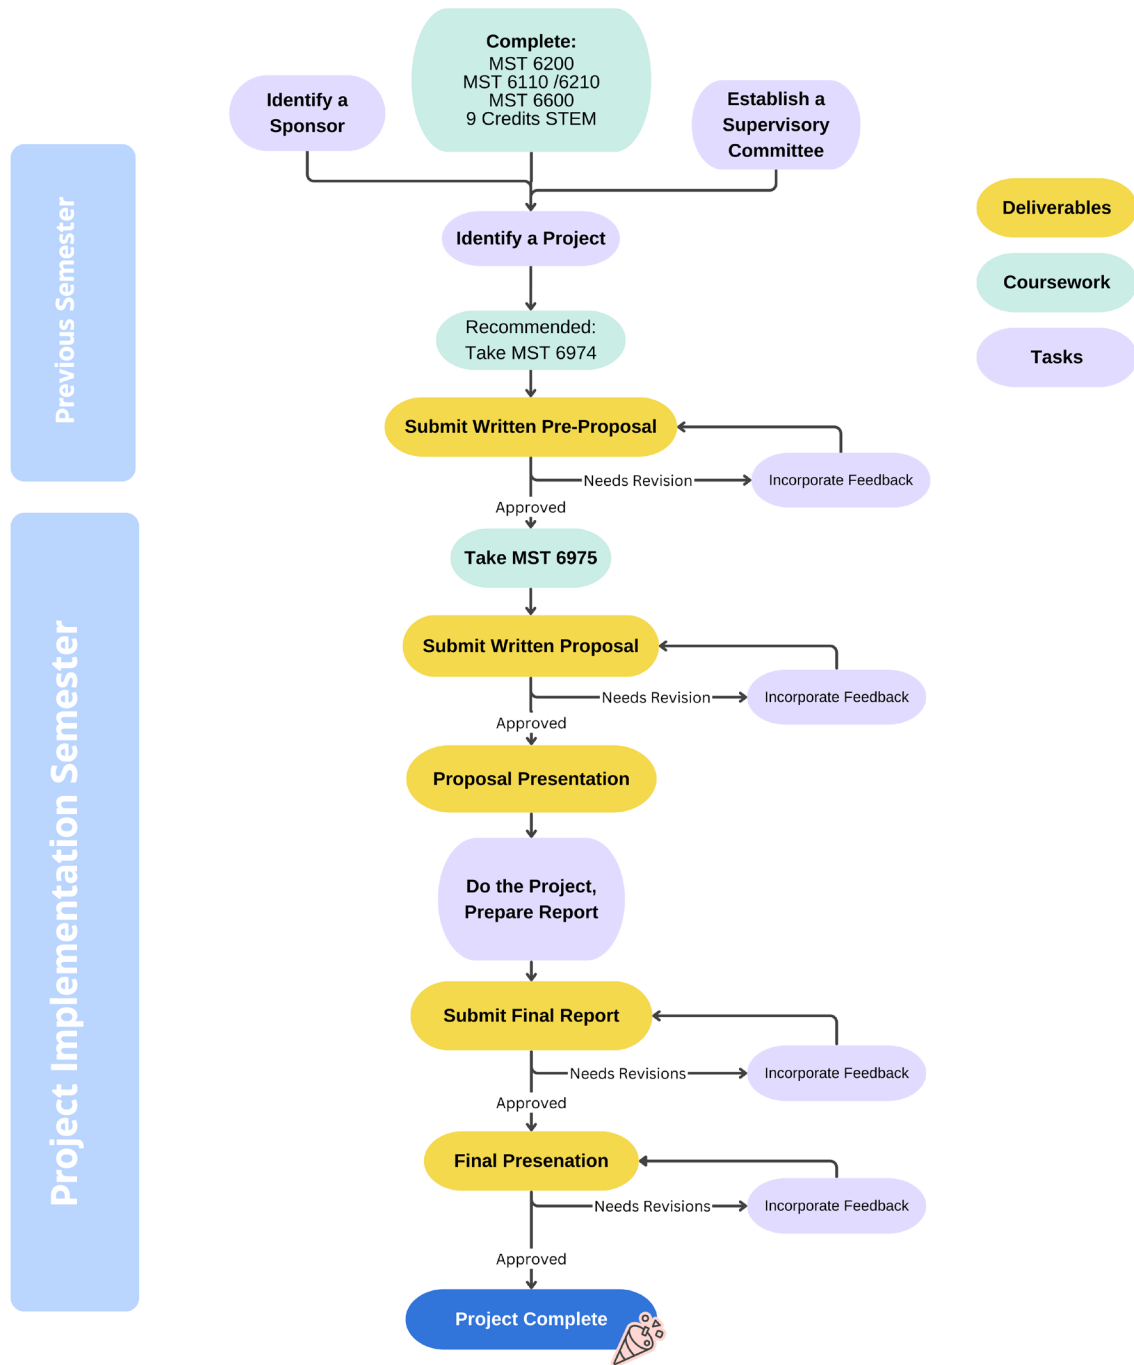 Complete:
MST 6200
MST 6110 /6210
MST 6600
9 Credits STEM
Identify a
Sponsor
Establish a
Supervisory
Committee
Previous Semester
Deliverables
Identify a Project
Coursework
Recommended:
Take MST 6974
Tasks
Submit Written Pre-Proposal
Needs Revision
Incorporate Feedback
Approved
Project Implementation Semester
Take MST 6975
Submit Written Proposal
Needs Revision
Incorporate Feedback
Approved
Proposal Presentation
Do the Project,
Prepare Report
Submit Final Report
Needs Revisions
Incorporate Feedback
Approved
Final Presenation
Needs Revisions
Incorporate Feedback
Approved
Project Complete